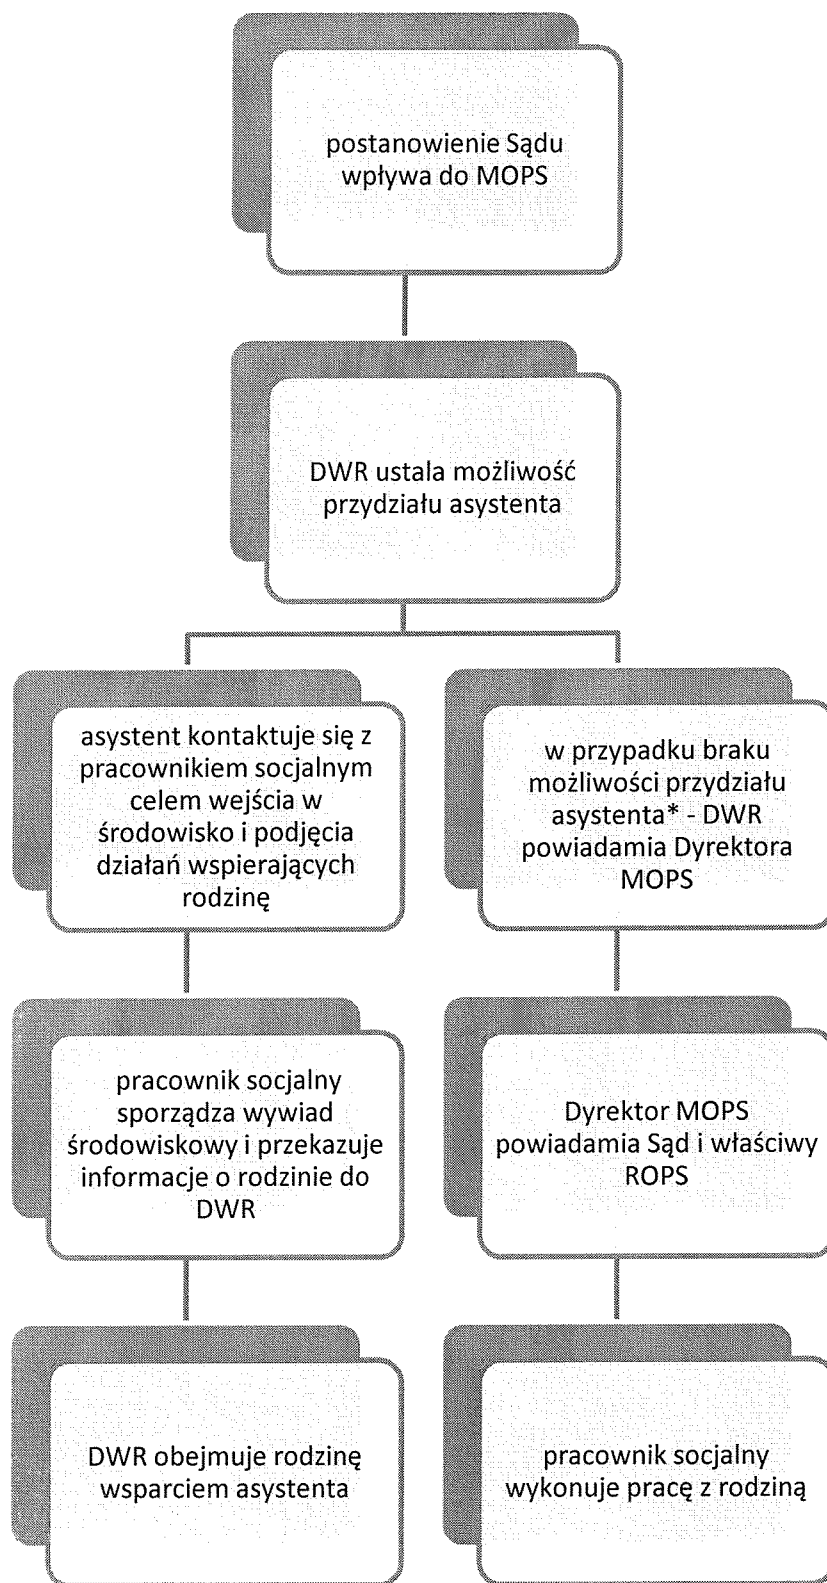 postanowienie Sądu
wpływa do MOPS
DWR ustala możliwość
przydziału asystenta
asystent kontaktuje się z
pracownikiem socjalnym
celem wejścia w
środowisko i podjęcia
działań wspierających
rodzinę
pracownik socjalny
sporządza wywiad
środowiskowy i przekazuje
informacje o rodzinie do
DWR
DWR obejmuje rodzinę
wsparciem asystenta
w przypadku braku
możliwości przydziału
asystenta* - DWR
powiadamia Dyrektora
MOPS
Dyrektor MOPS
powiadamia Sąd i właściwy
ROPS
pracownik socjalny
wykonuje pracę z rodziną